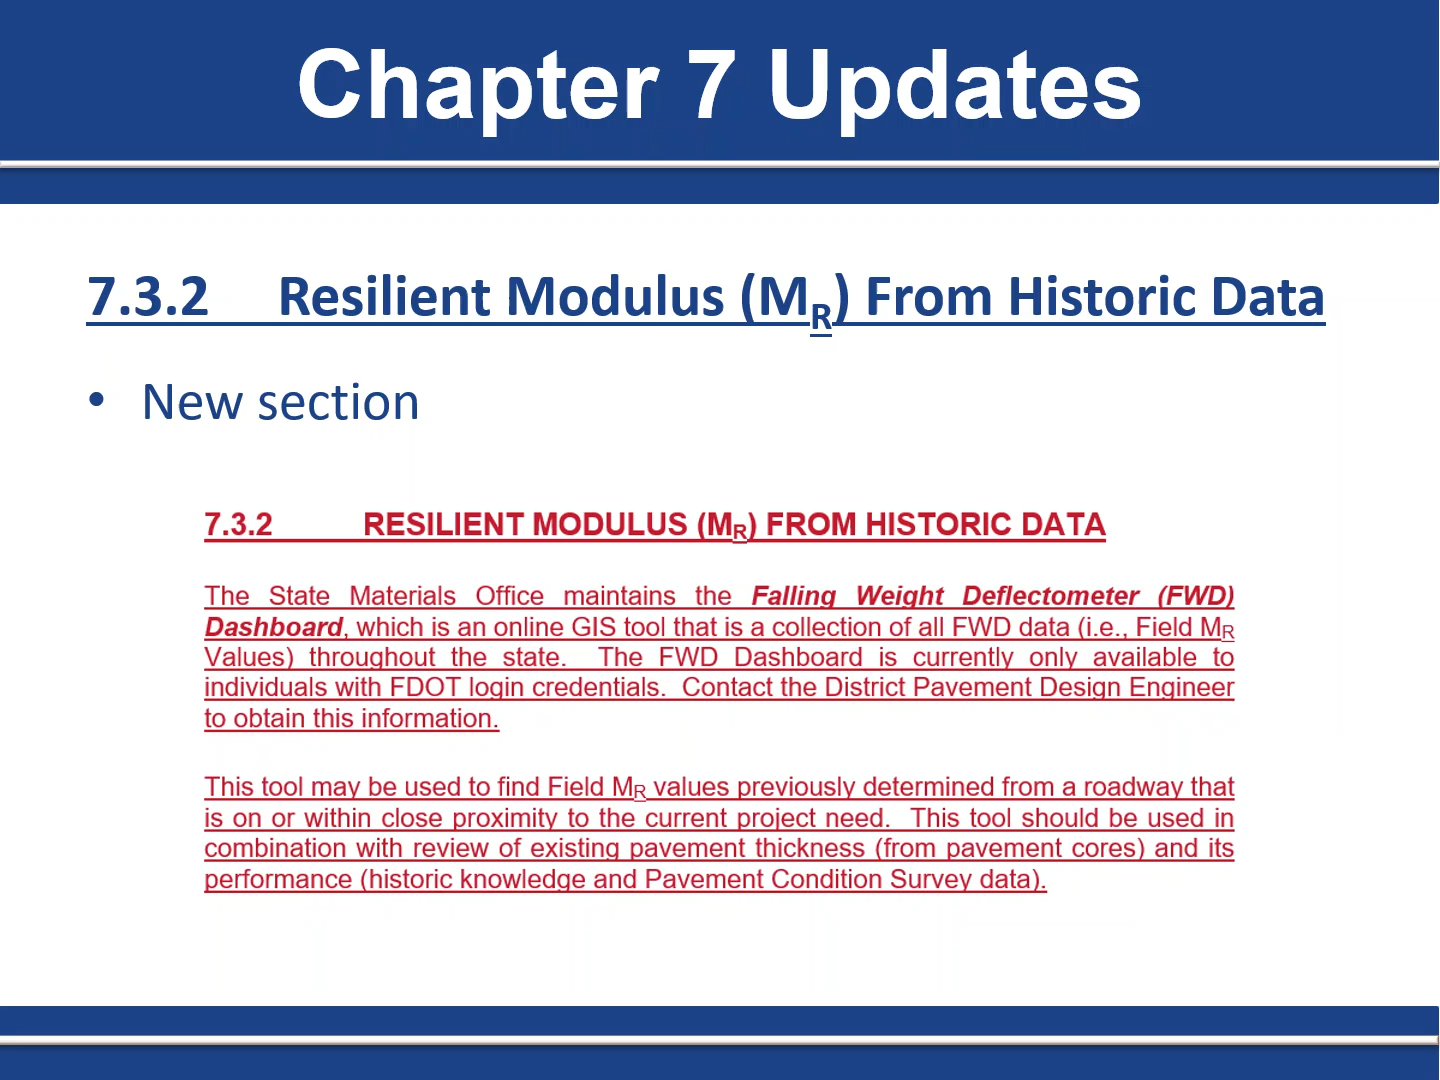 Chapter 7 Updates
7.3.2 Resilient Modulus (MR) From Historic Data
• New section
7.3.2 RESILIENT MODULUS (MR) FROM HISTORIC DATA
The State Materials Office maintains the Falling Weight Deflectometer (FWD)
Dashboard, which is an online GIS tool that is a collection of all FWD data (i.e., Field MR
Values) throughout the state. The FWD Dashboard is currently only available to
individuals with FDOT login credentials. Contact the District Pavement Design Engineer
to obtain this information.
This tool may be used to find Field MR values previously determined from a roadway that
is on or within close proximity to the current project need. This tool should be used in
combination with review of existing pavement thickness (from pavement cores) and its
performance (historic knowledge and Pavement Condition Survey data).